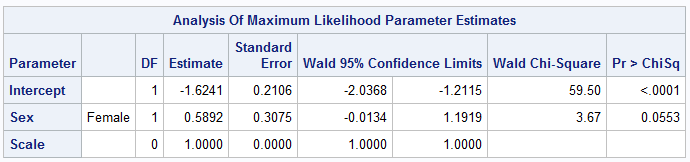 Analysis Of Maximum Likelihood Parameter Estimates
Parameter DF Estimate Standard Error Wald 95% Confidence Limits Wald Chi-Square Pr > ChiSq
Intercept 1 -1.6241 0.2106 -2.0368 -1.2115 59.50 <.0001
Sex Female 1 0.5892 0.3075 -0.0134 1.1919 3.67 0.0553
Scale 0 1.0000 0.0000 1.0000 1.0000